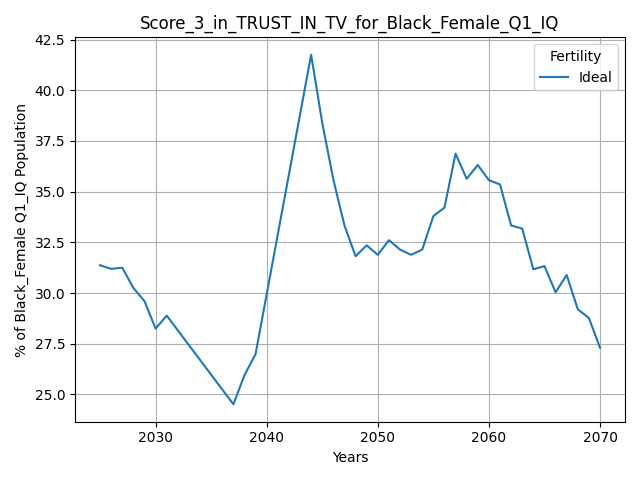 Score_3_in_TRUST_IN_TV_for_Black_Female_Q1_IQ
42.5
40.0
37.5
35.0
32.5
30.0
27.5
25.0
% of Black_Female Q1_IQ Population
Fertility
Ideal
2030
2040
2050
2060
2070
Years